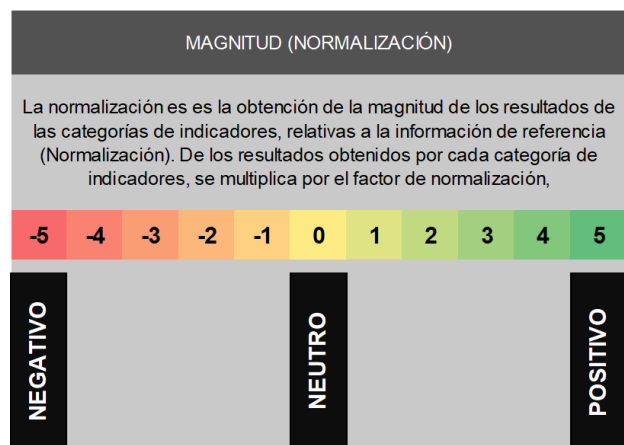 MAGNITUD (NORMALIZACIÓN)
La normalización es es la obtención de la magnitud de los resultados de
las categorías de indicadores, relativas a la información de referencia
(Normalización). De los resultados obtenidos por cada categoría de
indicadores, se multiplica por el factor de normalización,
-5 -4 -3 -2 -1 0 1 2 3 4 5
NEGATIVO
NEUTRO
POSITIVO